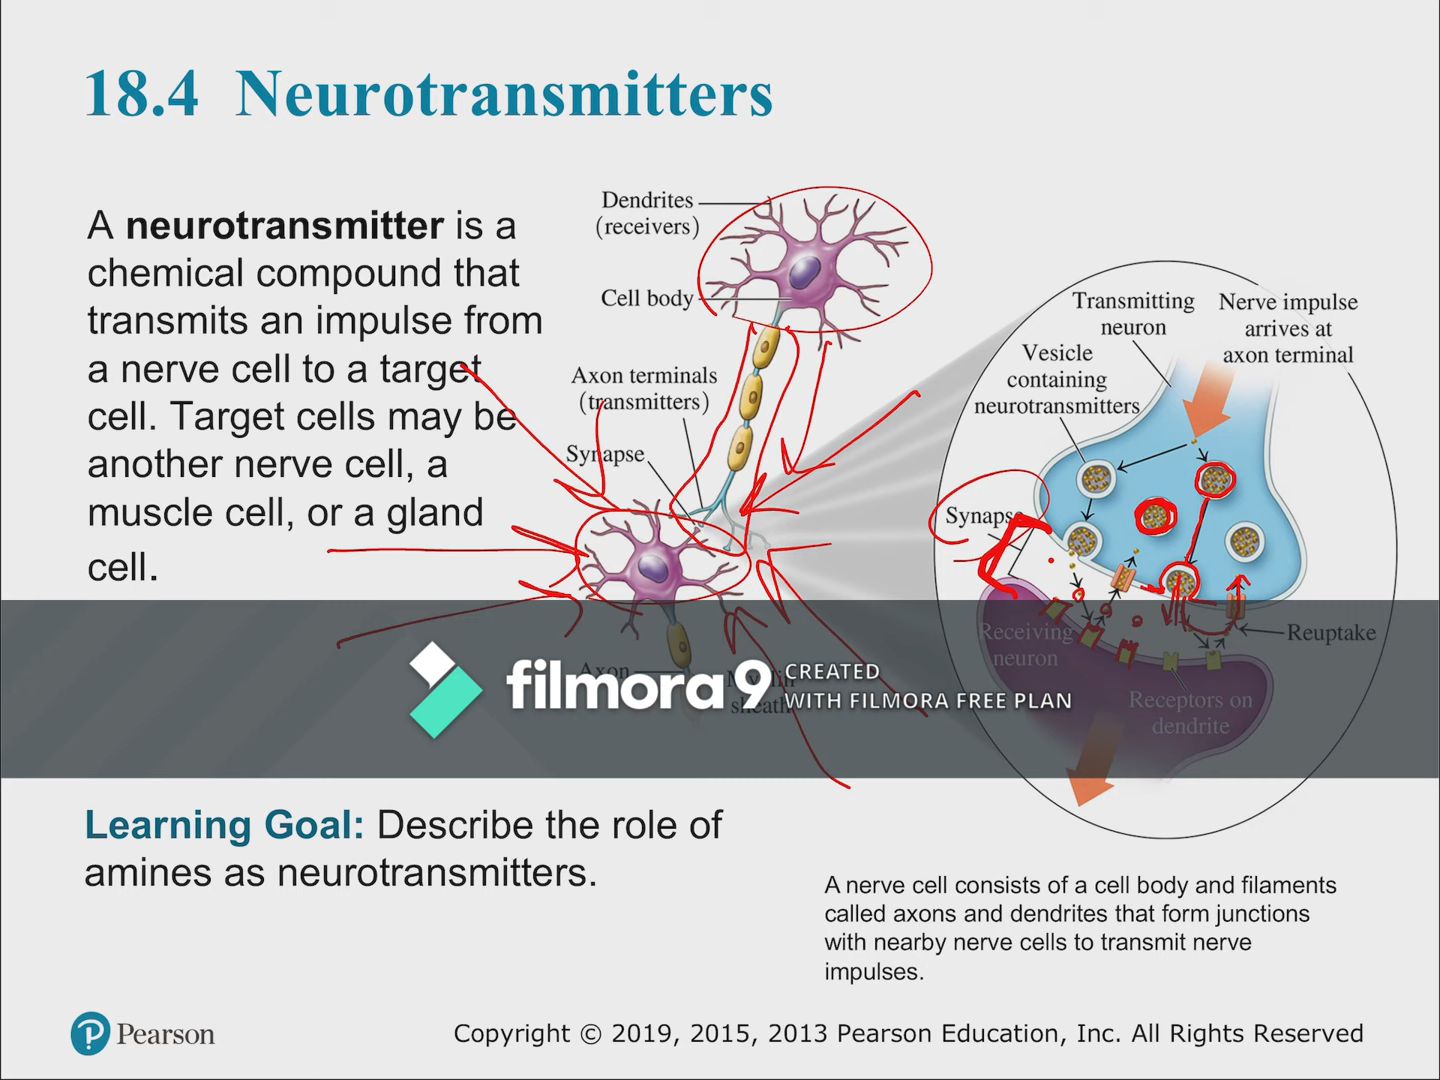 18.4 Neurotransmitters
A neurotransmitter is a
chemical compound that
transmits an impulse from
a nerve cell to a target
cell. Target cells may be
another nerve cell, a
muscle cell, or a gland
cell.
Dendrites
(receivers)
Cell body
Axon terminals
(transmitters)
Synapse
Axon
Myelin
sheath
Transmitting
neuron
Nerve impulse
arrives at
axon terminal
Vesicle
containing
neurotransmitters
Synapse
Receiving
neuron
Reuptake
Receptors on
dendrite
filmora9 CREATED
WITH FILMORA FREE PLAN
Learning Goal: Describe the role of
amines as neurotransmitters.
A nerve cell consists of a cell body and filaments
called axons and dendrites that form junctions
with nearby nerve cells to transmit nerve
impulses.
P Pearson
Copyright © 2019, 2015, 2013 Pearson Education, Inc. All Rights Reserved